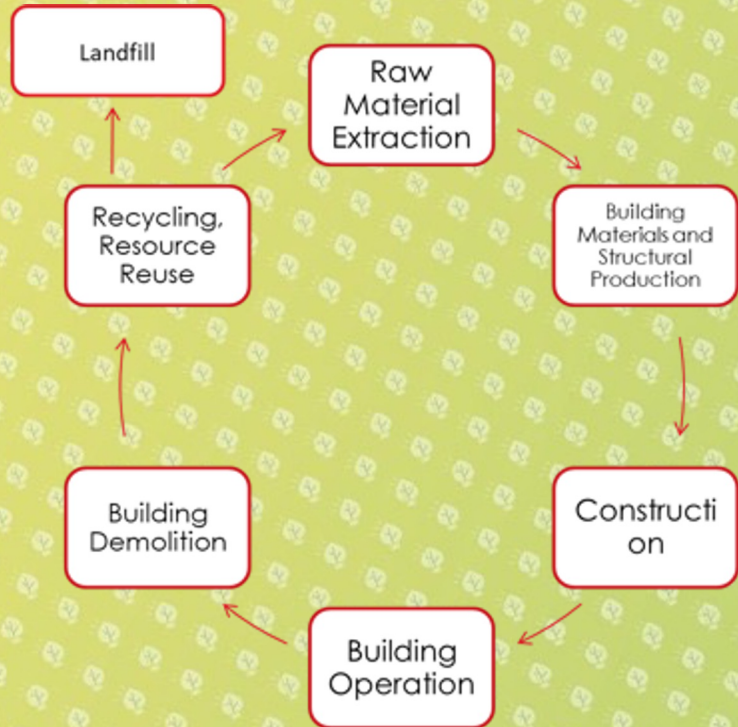 Landfill
Raw
Material
Extraction
Building
Materials and
Structural
Production
Constructi
on
Building
Operation
Building
Demolition
Recycling,
Resource
Reuse